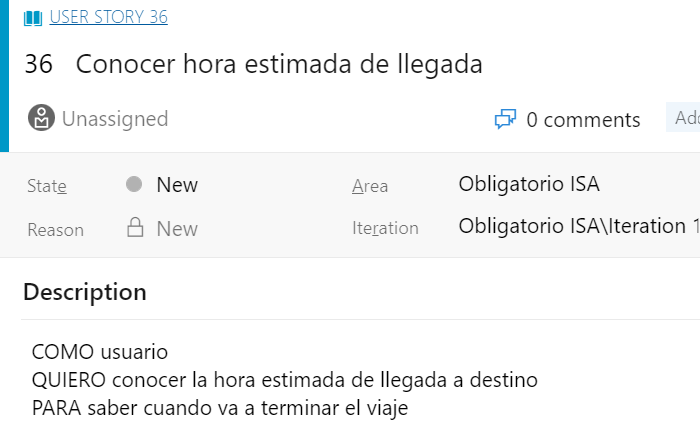 USER STORY 36
36 Conocer hora estimada de llegada
Unassigned
0 comments
State
New
Area
Obligatorio ISA
Reason
New
Iteration
Obligatorio ISA\Iteration 1
Description
COMO usuario
QUIERO conocer la hora estimada de llegada a destino
PARA saber cuando va a terminar el viaje